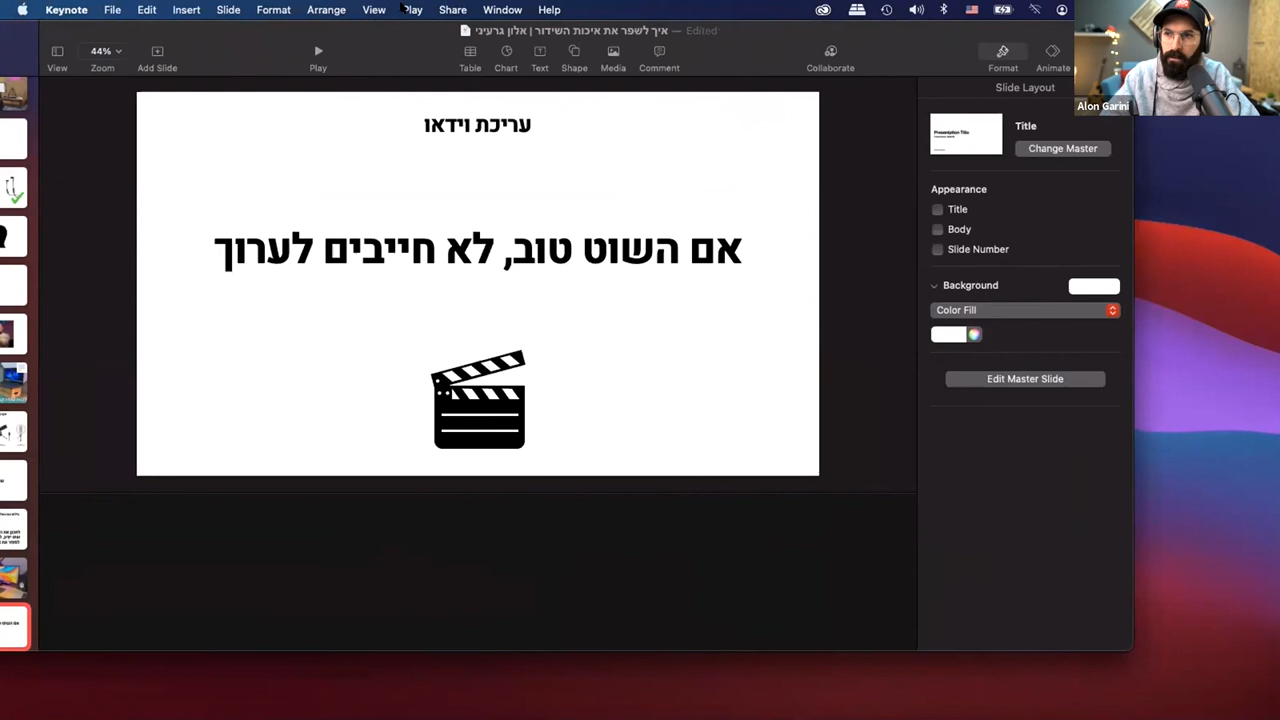 Keynote File Edit Insert Slide Format Arrange View Play Share Window Help
איך לשפר את איכות השידור | אלון גרעיני — Edited
44%
View Zoom Add Slide Play Table Chart Text Shape Media Comment Collaborate Format Animate
Alon Garini
Slide Layout
עריכת וידאו
אם השוט טוב, לא חייבים לערוך
Presentation Title
Title
Change Master
Appearance
Title
Body
Slide Number
Background
Color Fill
Edit Master Slide